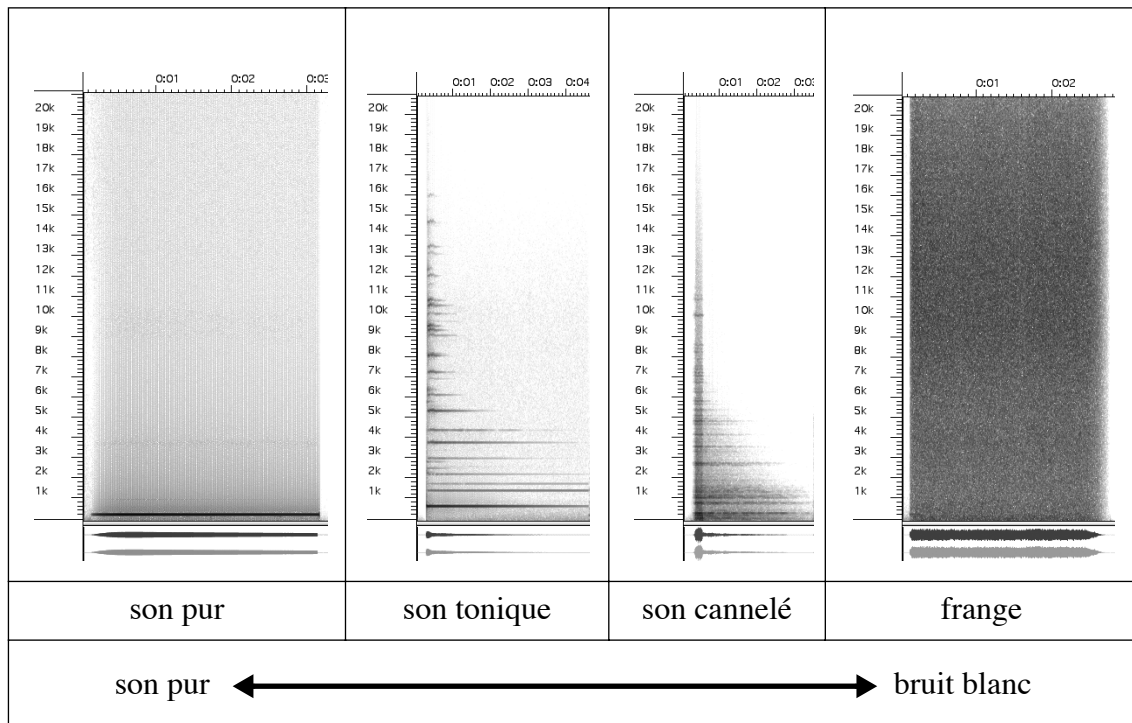 0:01 0:02 0:03
20k
19k
18k
17k
16k
15k
14k
13k
12k
11k
10k
9k
8k
7k
6k
5k
4k
3k
2k
1k
0:01 0:02 0:03 0:04
20k
19k
18k
17k
16k
15k
14k
13k
12k
11k
10k
9k
8k
7k
6k
5k
4k
3k
2k
1k
0:01 0:02 0:03
20k
19k
18k
17k
16k
15k
14k
13k
12k
11k
10k
9k
8k
7k
6k
5k
4k
3k
2k
1k
0:01 0:02
20k
19k
18k
17k
16k
15k
14k
13k
12k
11k
10k
9k
8k
7k
6k
5k
4k
3k
2k
1k
son pur son tonique son cannelé frange
son pur bruit blanc